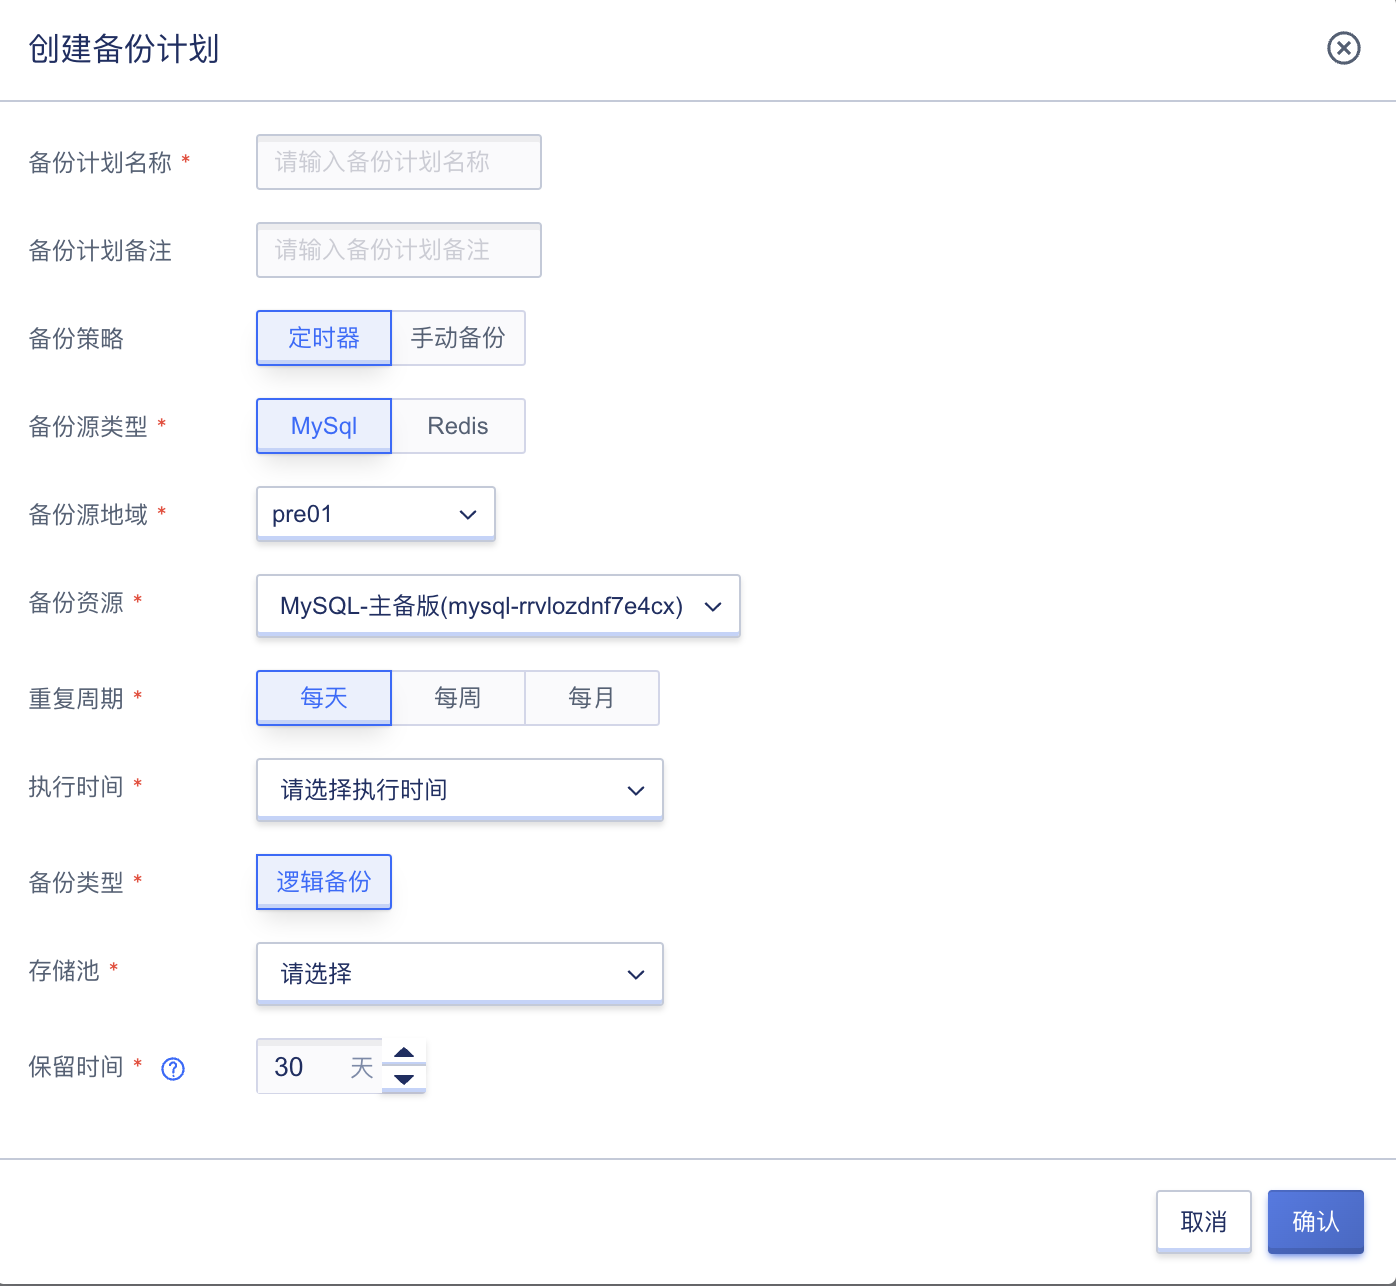 创建备份计划
备份计划名称 * 请输入备份计划名称
备份计划备注 请输入备份计划备注
备份策略 定时器 手动备份
备份源类型 * MySql Redis
备份源地域 * pre01
备份资源 * MySQL-主备版(mysql-rrvlozdnf7e4cx)
重复周期 * 每天 每周 每月
执行时间 * 请选择执行时间
备份类型 * 逻辑备份
存储池 * 请选择
保留时间 * ? 30 天
取消 确认